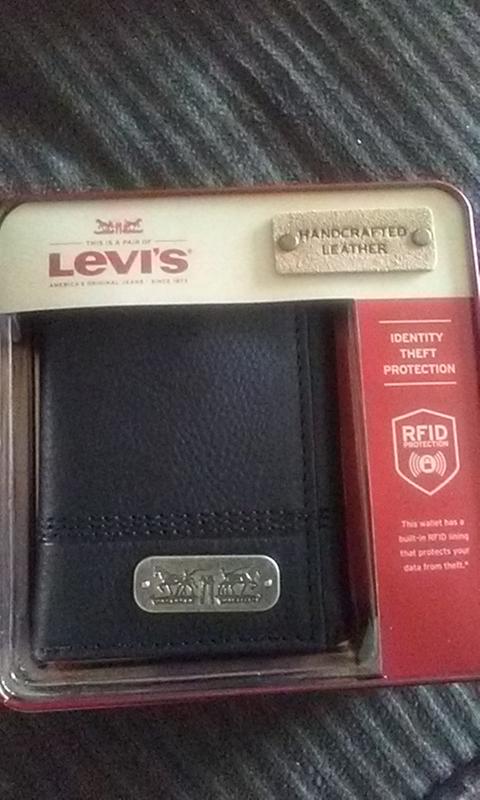 THIS IS A PAIR OF
LEVI'S®
AMERICA'S ORIGINAL JEANS · SINCE 1873
HANDCRAFTED
LEATHER
IDENTITY
THEFT
PROTECTION
RFID
PROTECTION
This wallet has a
built-in RFID lining
that protects your
data from theft.*